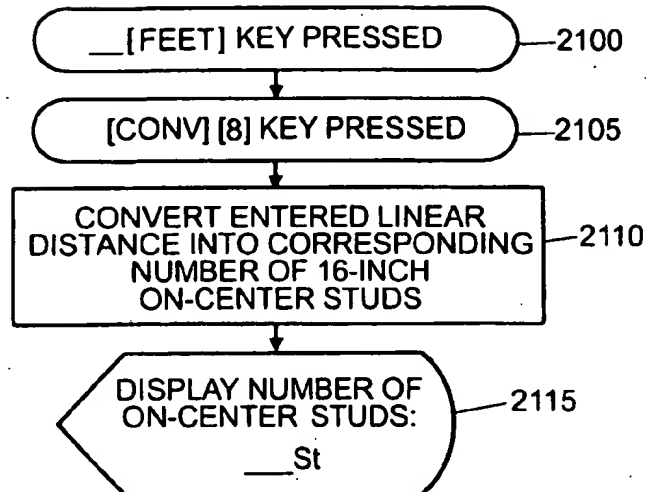 __[FEET] KEY PRESSED
2100
[CONV] [8] KEY PRESSED
2105
CONVERT ENTERED LINEAR
DISTANCE INTO CORRESPONDING
NUMBER OF 16-INCH
ON-CENTER STUDS
2110
DISPLAY NUMBER OF
ON-CENTER STUDS:
___St
2115